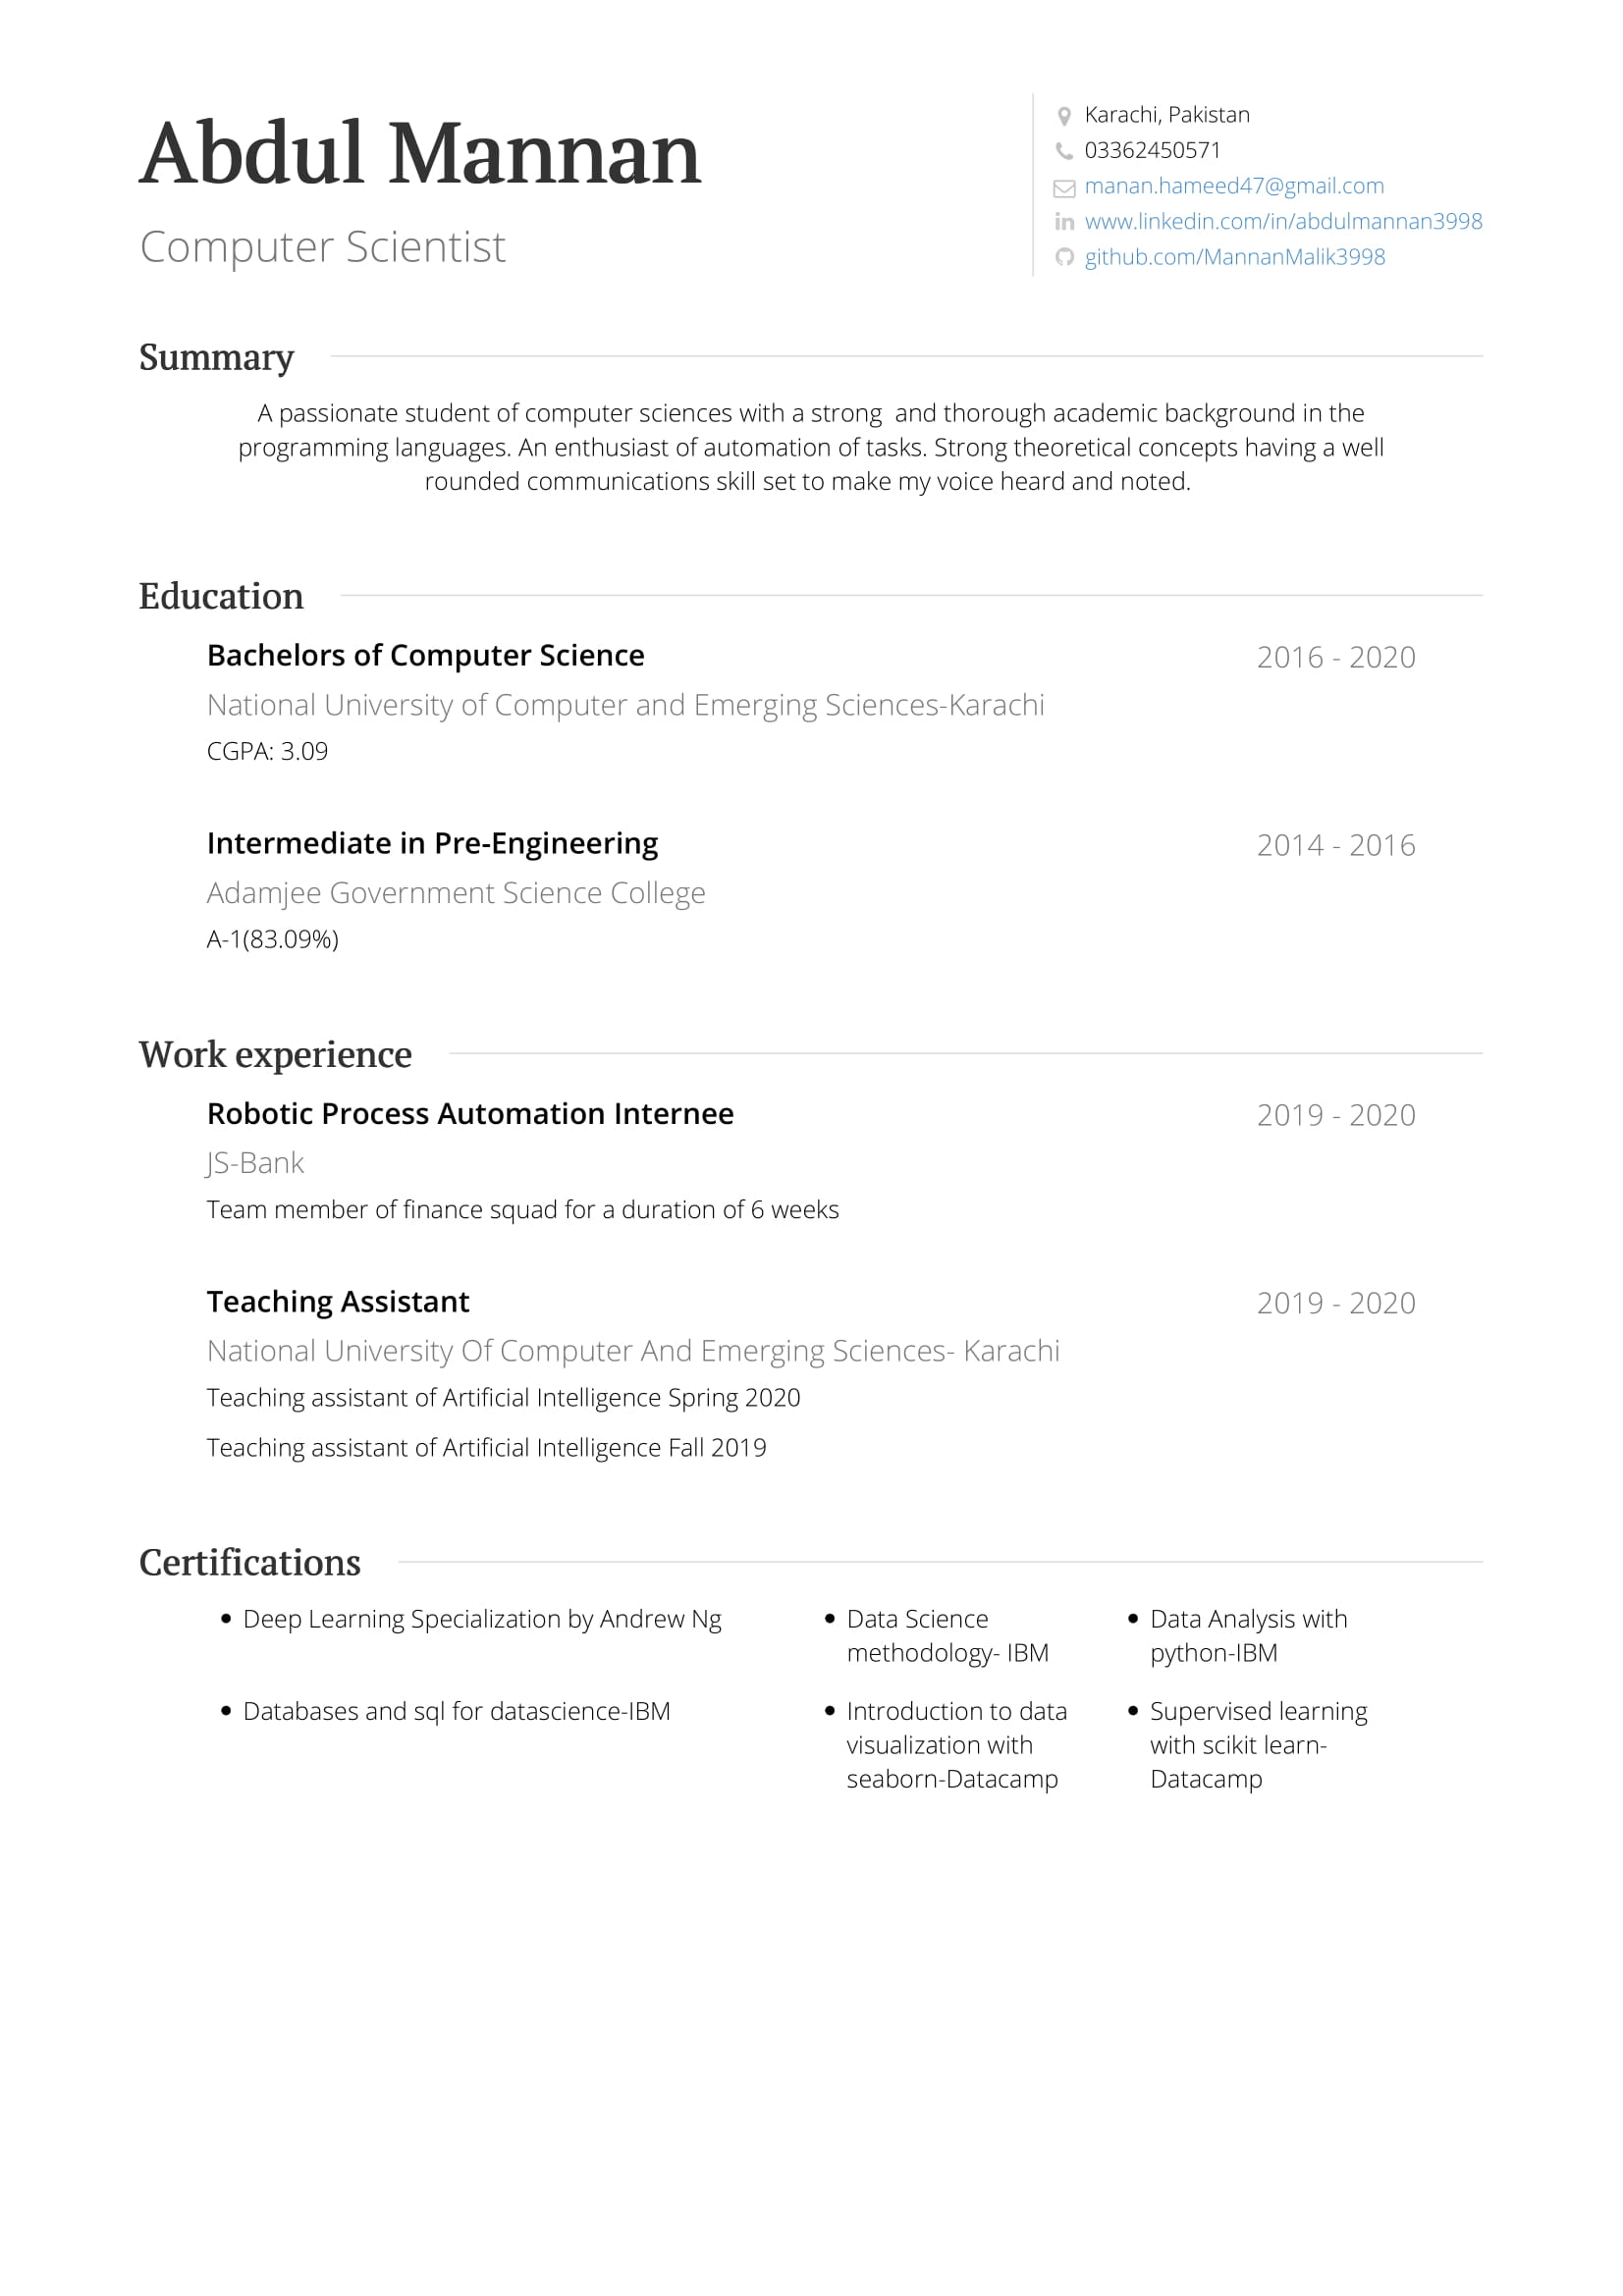 Abdul Mannan
Computer Scientist
Karachi, Pakistan
03362450571
manan.hameed47@gmail.com
www.linkedin.com/in/abdulmannan3998
github.com/MannanMalik3998
Summary
A passionate student of computer sciences with a strong  and thorough academic background in the
programming languages. An enthusiast of automation of tasks. Strong theoretical concepts having a well
rounded communications skill set to make my voice heard and noted.
Education
Bachelors of Computer Science 2016 - 2020
National University of Computer and Emerging Sciences-Karachi
CGPA: 3.09
Intermediate in Pre-Engineering 2014 - 2016
Adamjee Government Science College
A-1(83.09%)
Work experience
Robotic Process Automation Internee 2019 - 2020
JS-Bank
Team member of finance squad for a duration of 6 weeks
Teaching Assistant 2019 - 2020
National University Of Computer And Emerging Sciences- Karachi
Teaching assistant of Artificial Intelligence Spring 2020
Teaching assistant of Artificial Intelligence Fall 2019
Certifications
• Deep Learning Specialization by Andrew Ng
• Data Science
methodology- IBM
• Data Analysis with
python-IBM
• Databases and sql for datascience-IBM
• Introduction to data
visualization with
seaborn-Datacamp
• Supervised learning
with scikit learn-
Datacamp